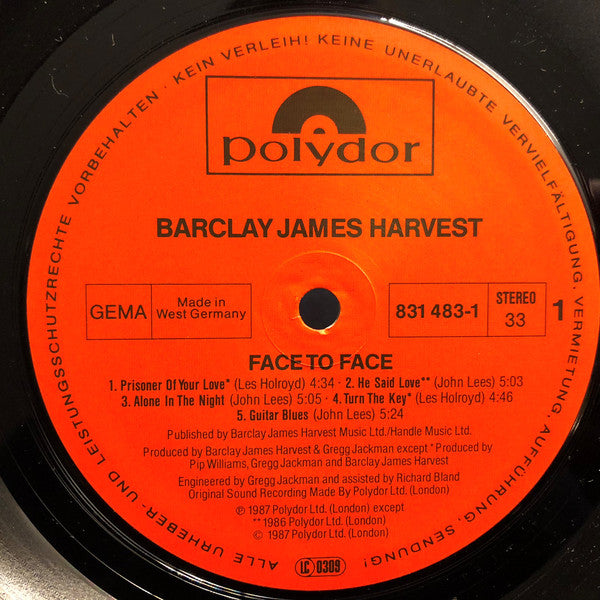 ALLE URHEBER- UND LEISTUNGSSCHUTZRECHTE VORBEHALTEN · KEIN VERLEIH! KEINE UNERLAUBTE VERVIELFÄLTIGUNG, VERMIETUNG, AUFFÜHRUNG, SENDUNG!
polydor
BARCLAY JAMES HARVEST
GEMA
Made in
West Germany
831 483-1
STEREO
33
1
FACE TO FACE
1. Prisoner Of Your Love* (Les Holroyd) 4:34 · 2. He Said Love** (John Lees) 5:03
3. Alone In The Night (John Lees) 5:05 · 4. Turn The Key* (Les Holroyd) 4:46
5. Guitar Blues (John Lees) 5:24
Published by Barclay James Harvest Music Ltd./Handle Music Ltd.
Produced by Barclay James Harvest & Gregg Jackman except *Produced by
Pip Williams, Gregg Jackman and Barclay James Harvest
Engineered by Gregg Jackman and assisted by Richard Bland
Original Sound Recording Made By Polydor Ltd. (London)
℗ 1987 Polydor Ltd. (London) except
** 1986 Polydor Ltd. (London)
© 1987 Polydor Ltd. (London)
LC 0309